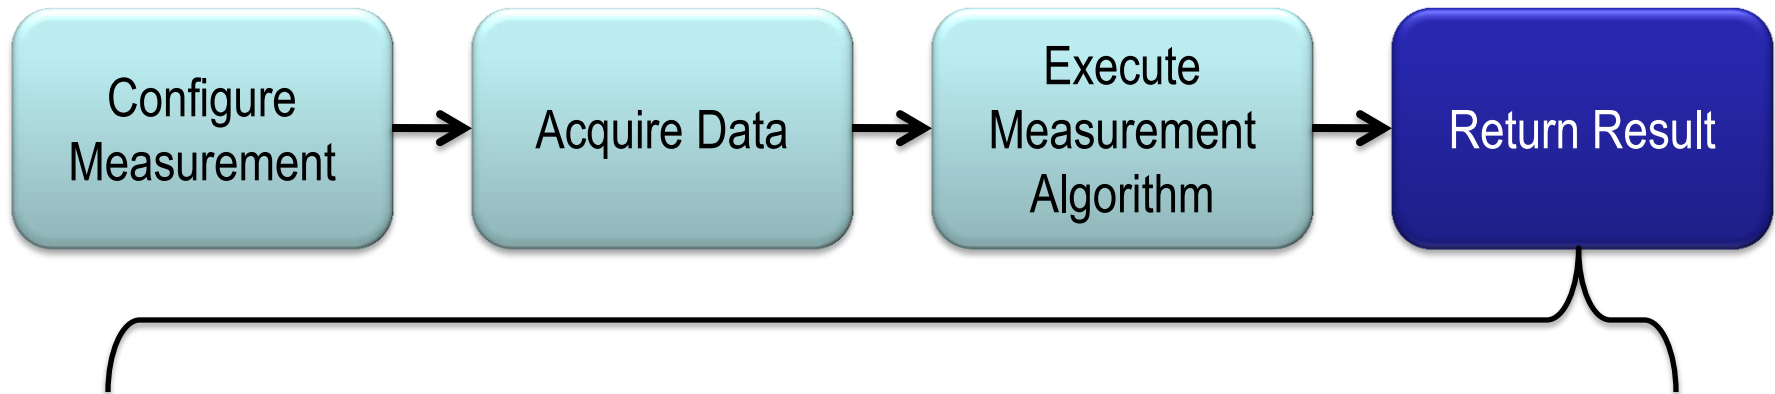 Configure
Measurement
Acquire Data
Execute
Measurement
Algorithm
Return Result